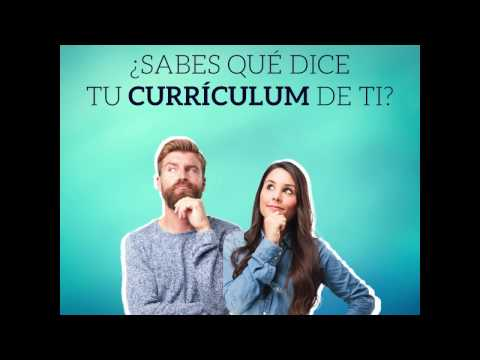 ¿SABES QUÉ DICE
TU CURRÍCULUM DE TI?